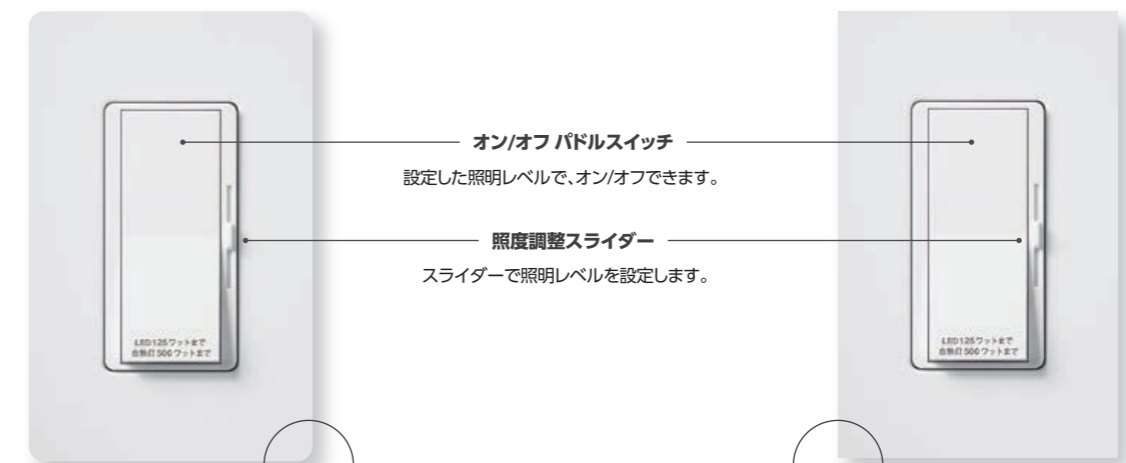 オン/オフ パドルスイッチ
設定した照明レベルで、オン/オフできます。
照度調整スライダー
スライダーで照明レベルを設定します。
LED125ワットまで
白熱灯500ワットまで
LED125ワットまで
白熱灯500ワットまで